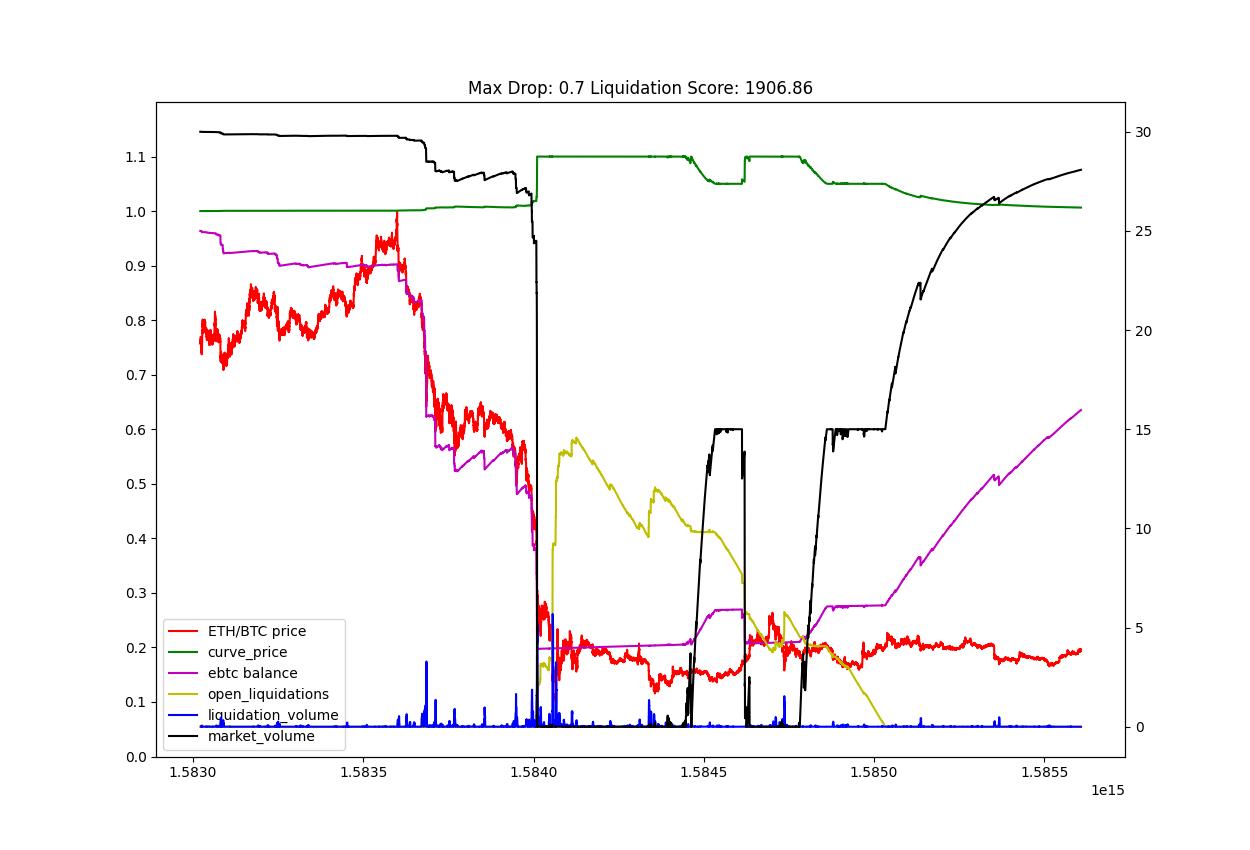 Max Drop: 0.7 Liquidation Score: 1906.86
1.1
1.0
0.9
0.8
0.7
0.6
0.5
0.4
0.3
0.2
0.1
0.0
30
25
20
15
10
5
0
ETH/BTC price
curve_price
ebtc balance
open_liquidations
liquidation_volume
market_volume
1.5830 1.5835 1.5840 1.5845 1.5850 1.5855
1e15